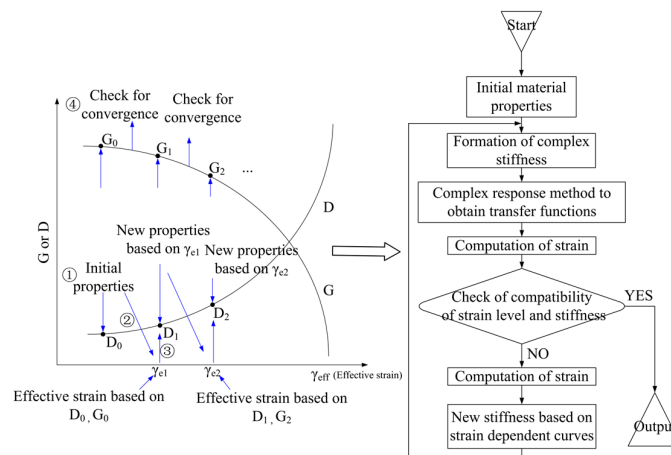 ④ Check for
convergence
Check for
convergence
G₀
G₁
G₂
...
G or D
D
G
New properties
based on γe1
New properties
based on γe2
① Initial
properties
②
③
D₀
D₁
D₂
γe1
γe2
γeff (Effective strain)
Effective strain based on
D₀, G₀
Effective strain based on
D₁, G₂
Start
Initial material
properties
Formation of complex
stiffness
Complex response method to
obtain transfer functions
Computation of strain
Check of compatibility
of strain level and stiffness
YES
NO
Computation of strain
New stiffness based on
strain dependent curves
Output